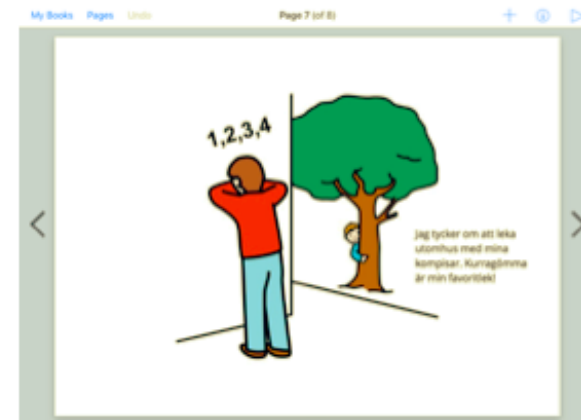 My Books Pages Undo Page 7 (of 8)
1,2,3,4
Jag tycker om att leka
utomhus med mina
kompisar. Kurragömma
är min favoritlek!